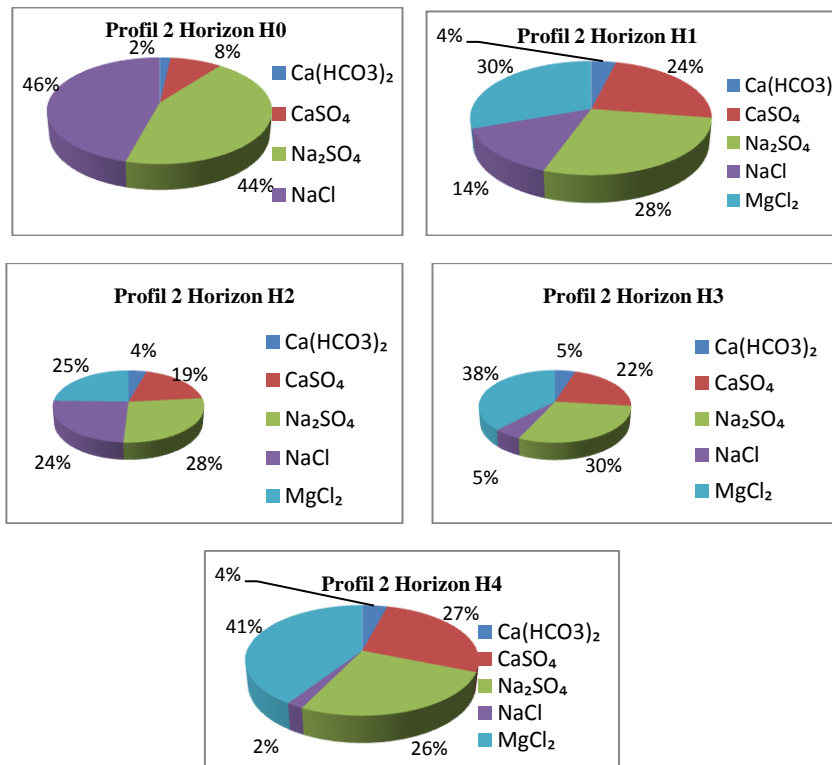 Profil 2 Horizon H0
2%
8%
46%
44%
Ca(HCO3)₂
CaSO₄
Na₂SO₄
NaCl
Profil 2 Horizon H1
4%
24%
30%
14%
28%
Ca(HCO3)
CaSO₄
Na₂SO₄
NaCl
MgCl₂
Profil 2 Horizon H2
4%
25%
19%
24%
28%
Ca(HCO3)₂
CaSO₄
Na₂SO₄
NaCl
MgCl₂
Profil 2 Horizon H3
5%
38%
22%
5%
30%
Ca(HCO3)₂
CaSO₄
Na₂SO₄
NaCl
MgCl₂
Profil 2 Horizon H4
4%
27%
41%
2%
26%
Ca(HCO3)₂
CaSO₄
Na₂SO₄
NaCl
MgCl₂